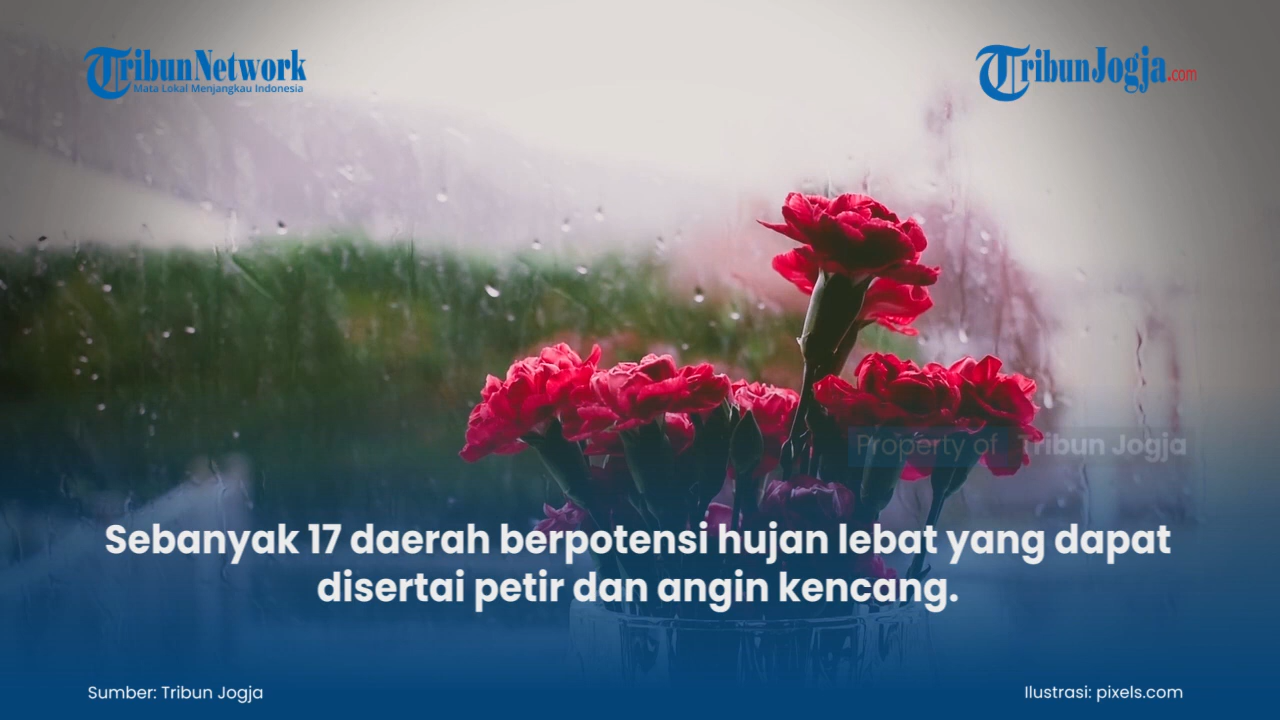 TribunNetwork
Mata Lokal Menjangkau Indonesia
TribunJogja.com
Property of Tribun Jogja
Sebanyak 17 daerah berpotensi hujan lebat yang dapat
disertai petir dan angin kencang.
Sumber: Tribun Jogja
Ilustrasi: pixels.com